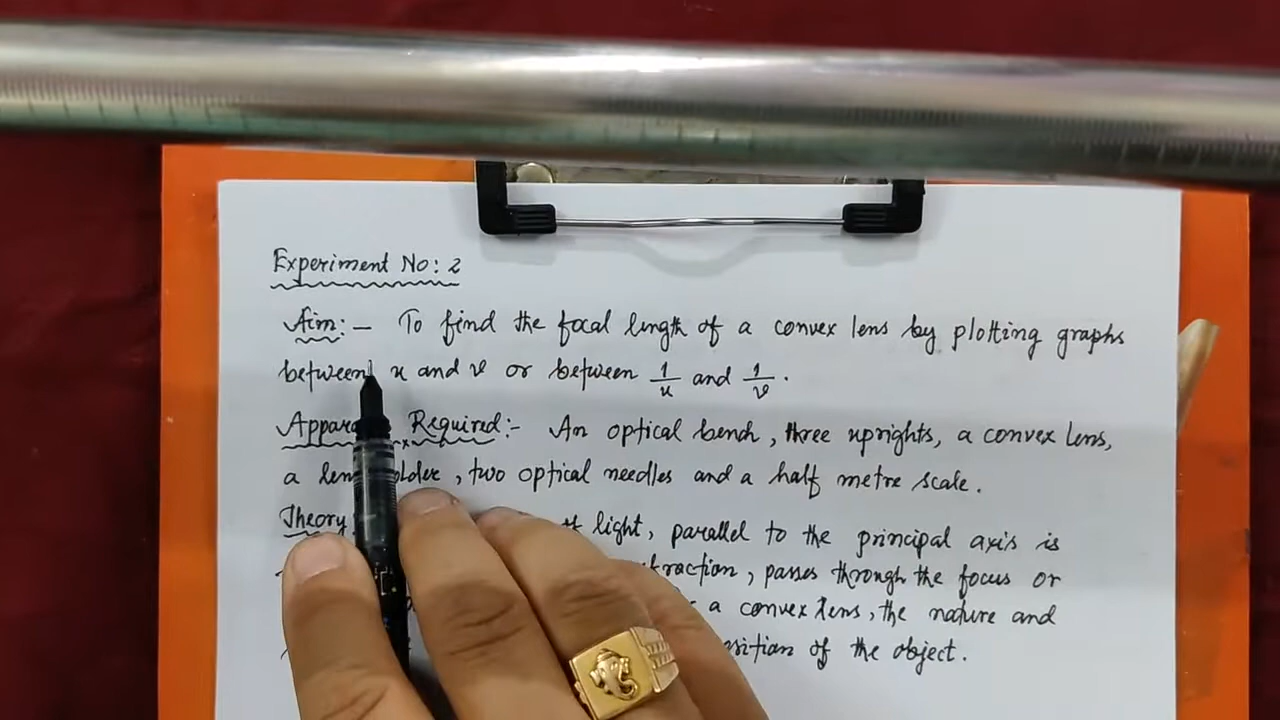 Experiment No: 2
Aim:- To find the focal length of a convex lens by plotting graphs
between u and v or between 1/u and 1/v.
Required:- An optical bench, three uprights, a convex lens,
a two optical needles and a half metre scale.
Theory of light, parallel to the principal axis is
passes through the focus or
a convex lens, the nature and
of the object.